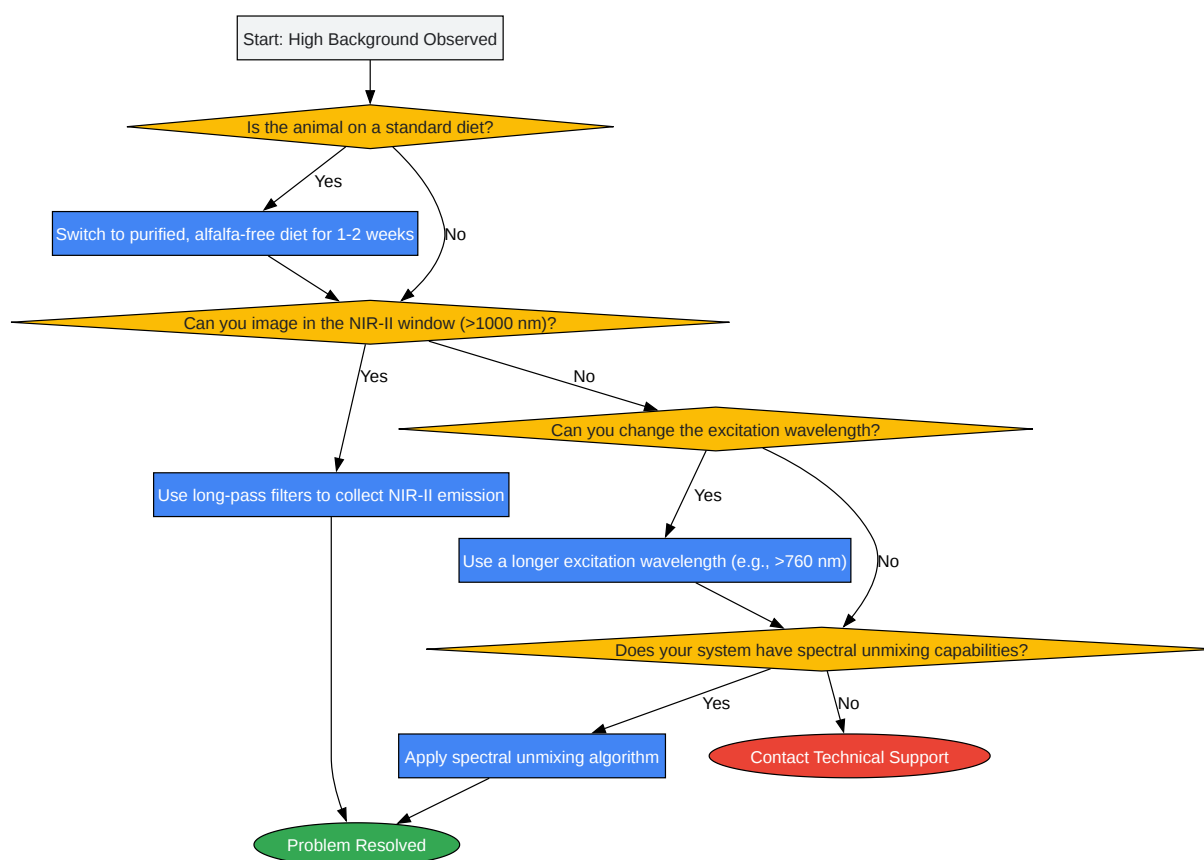 Start: High Background Observed
Is the animal on a standard diet?
Yes
Switch to purified, alfalfa-free diet for 1-2 weeks
No
Can you image in the NIR-II window (>1000 nm)?
Yes
No
Can you change the excitation wavelength?
Use long-pass filters to collect NIR-II emission
Yes
Use a longer excitation wavelength (e.g., >760 nm)
No
Does your system have spectral unmixing capabilities?
Yes
No
Apply spectral unmixing algorithm
Contact Technical Support
Problem Resolved